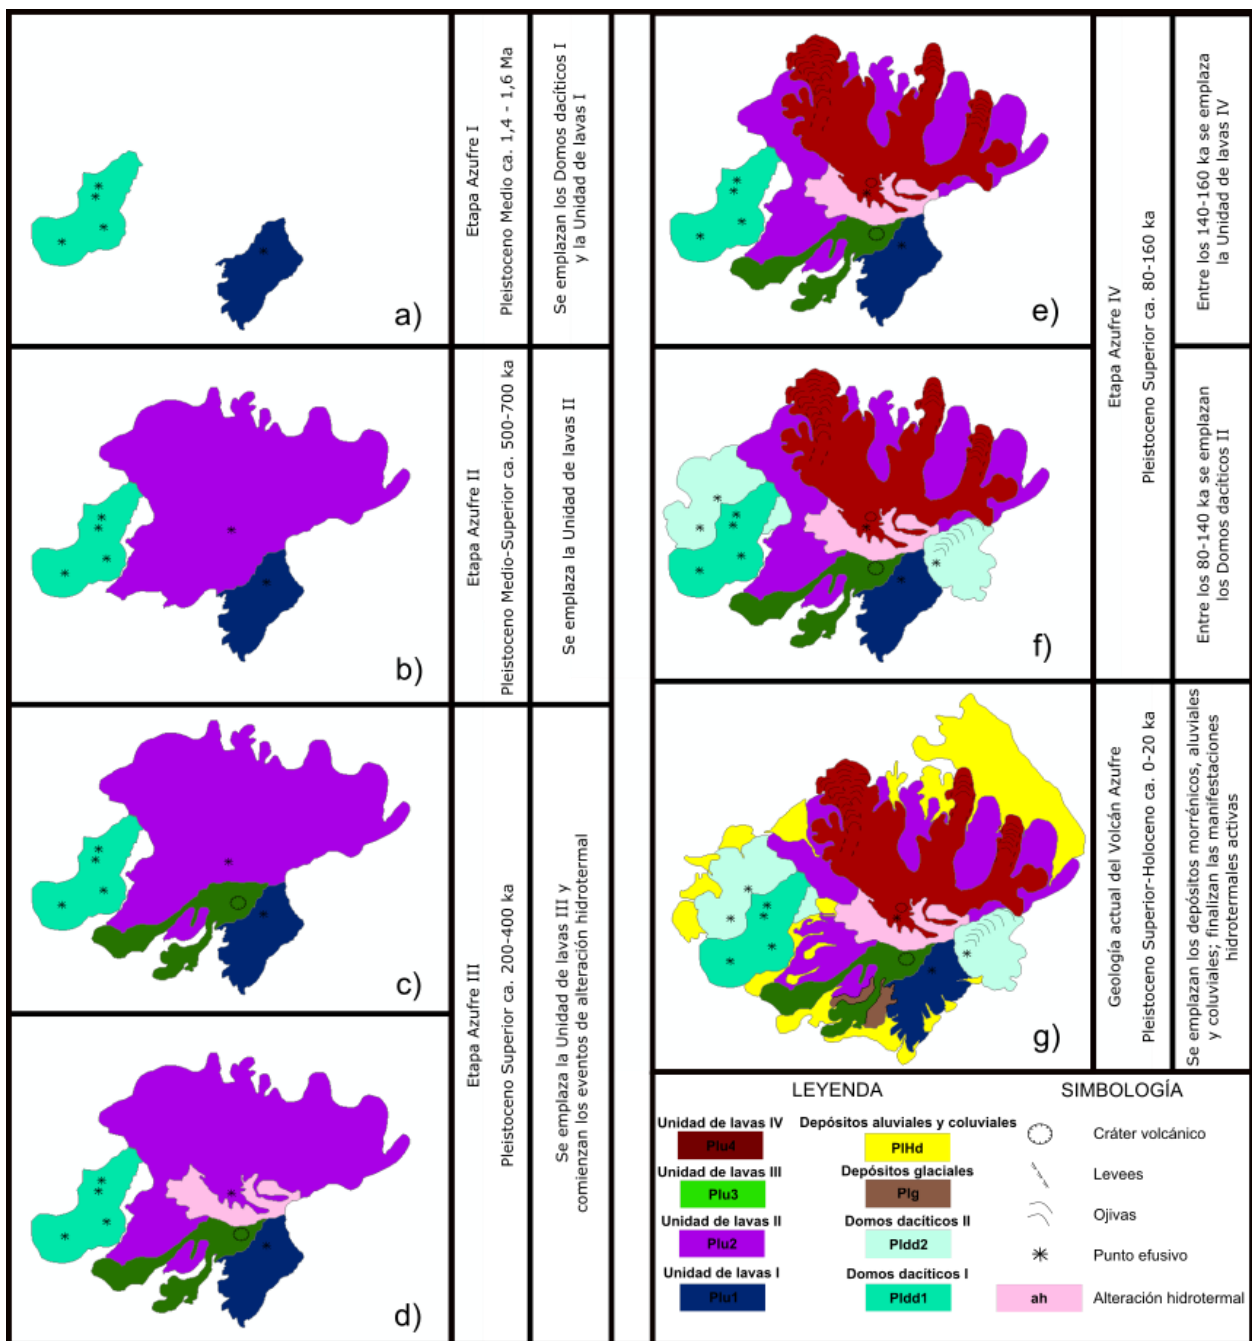 a)
Etapa Azufre I
Pleistoceno Medio ca. 1,4 - 1,6 Ma
Se emplazan los Domos dacíticos I
y la Unidad de lavas I
b)
Etapa Azufre II
Pleistoceno Medio-Superior ca. 500-700 ka
Se emplaza la Unidad de lavas II
c)
d)
Etapa Azufre III
Pleistoceno Superior ca. 200-400 ka
Se emplaza la Unidad de lavas III y
comienzan los eventos de alteración hidrotermal
e)
Etapa Azufre IV
Pleistoceno Superior ca. 80-160 ka
Entre los 140-160 ka se emplaza
la Unidad de lavas IV
f)
Entre los 80-140 ka se emplazan
los Domos dacíticos II
g)
Geología actual del Volcán Azufre
Pleistoceno Superior-Holoceno ca. 0-20 ka
Se emplazan los depósitos morrénicos, aluviales
y coluviales; finalizan las manifestaciones
hidrotermales activas
LEYENDA
Unidad de lavas IV
Plu4
Unidad de lavas III
Plu3
Unidad de lavas II
Plu2
Unidad de lavas I
Plu1
Depósitos aluviales y coluviales
PlHd
Depósitos glaciales
Plg
Domos dacíticos II
Pldd2
Domos dacíticos I
Pldd1
SIMBOLOGÍA
Cráter volcánico
Levees
Ojivas
Punto efusivo
ah
Alteración hidrotermal